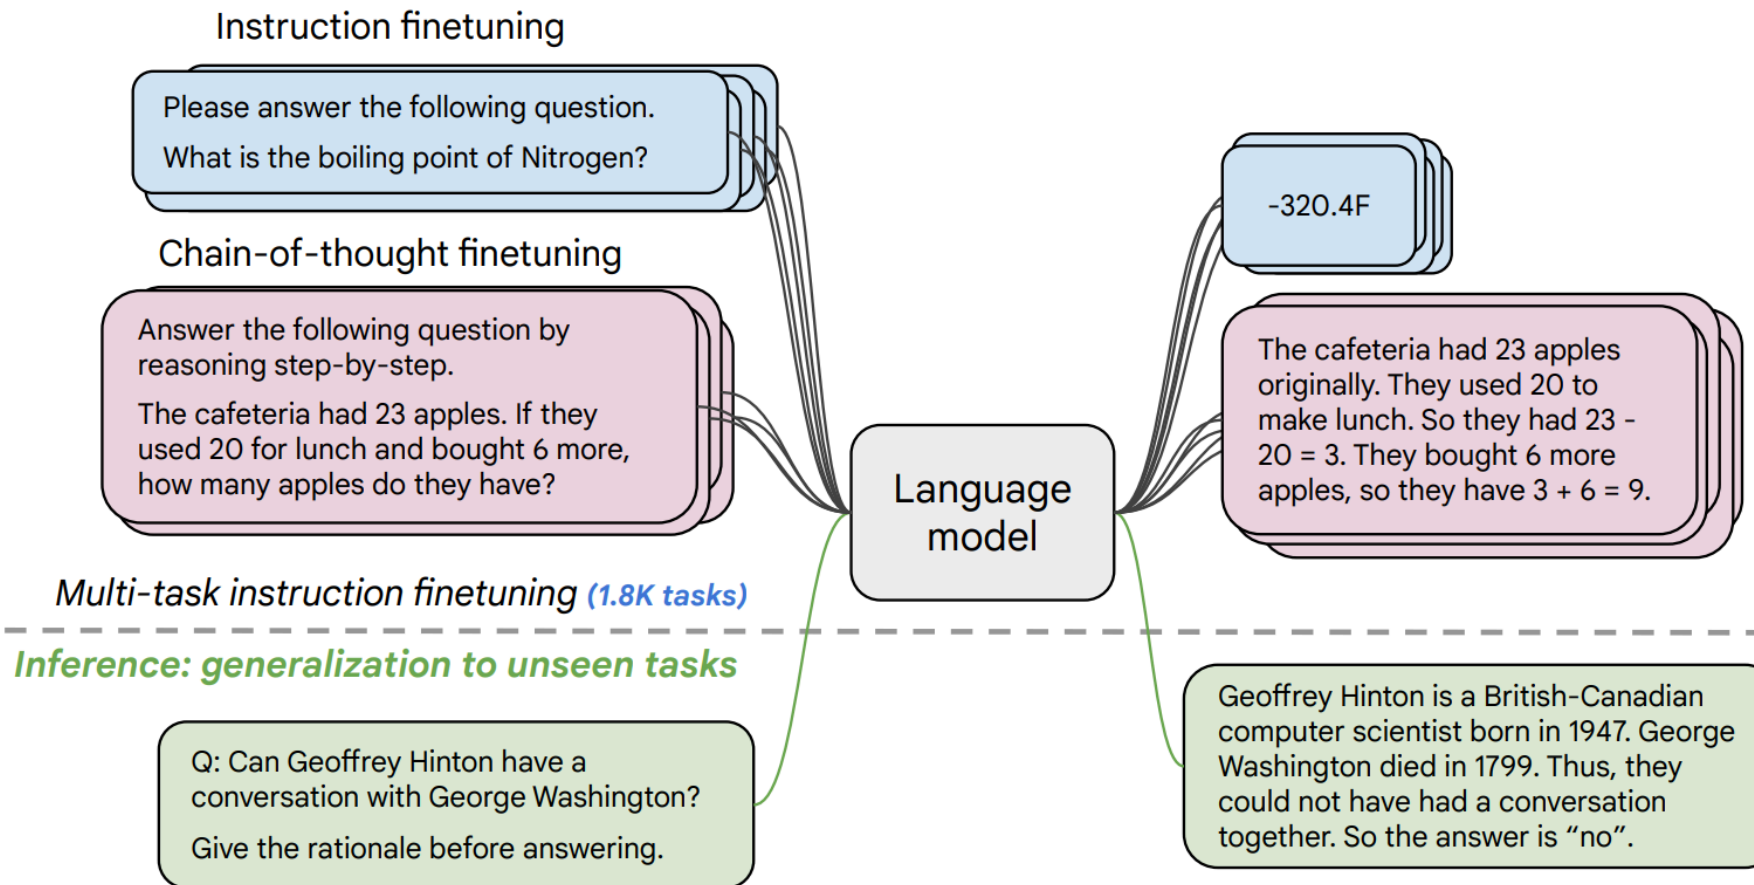 Instruction finetuning
Please answer the following question.
What is the boiling point of Nitrogen?
-320.4F
Chain-of-thought finetuning
Answer the following question by
reasoning step-by-step.
The cafeteria had 23 apples. If they
used 20 for lunch and bought 6 more,
how many apples do they have?
Language
model
The cafeteria had 23 apples
originally. They used 20 to
make lunch. So they had 23 -
20 = 3. They bought 6 more
apples, so they have 3 + 6 = 9.
Multi-task instruction finetuning (1.8K tasks)
Inference: generalization to unseen tasks
Q: Can Geoffrey Hinton have a
conversation with George Washington?
Give the rationale before answering.
Geoffrey Hinton is a British-Canadian
computer scientist born in 1947. George
Washington died in 1799. Thus, they
could not have had a conversation
together. So the answer is “no”.